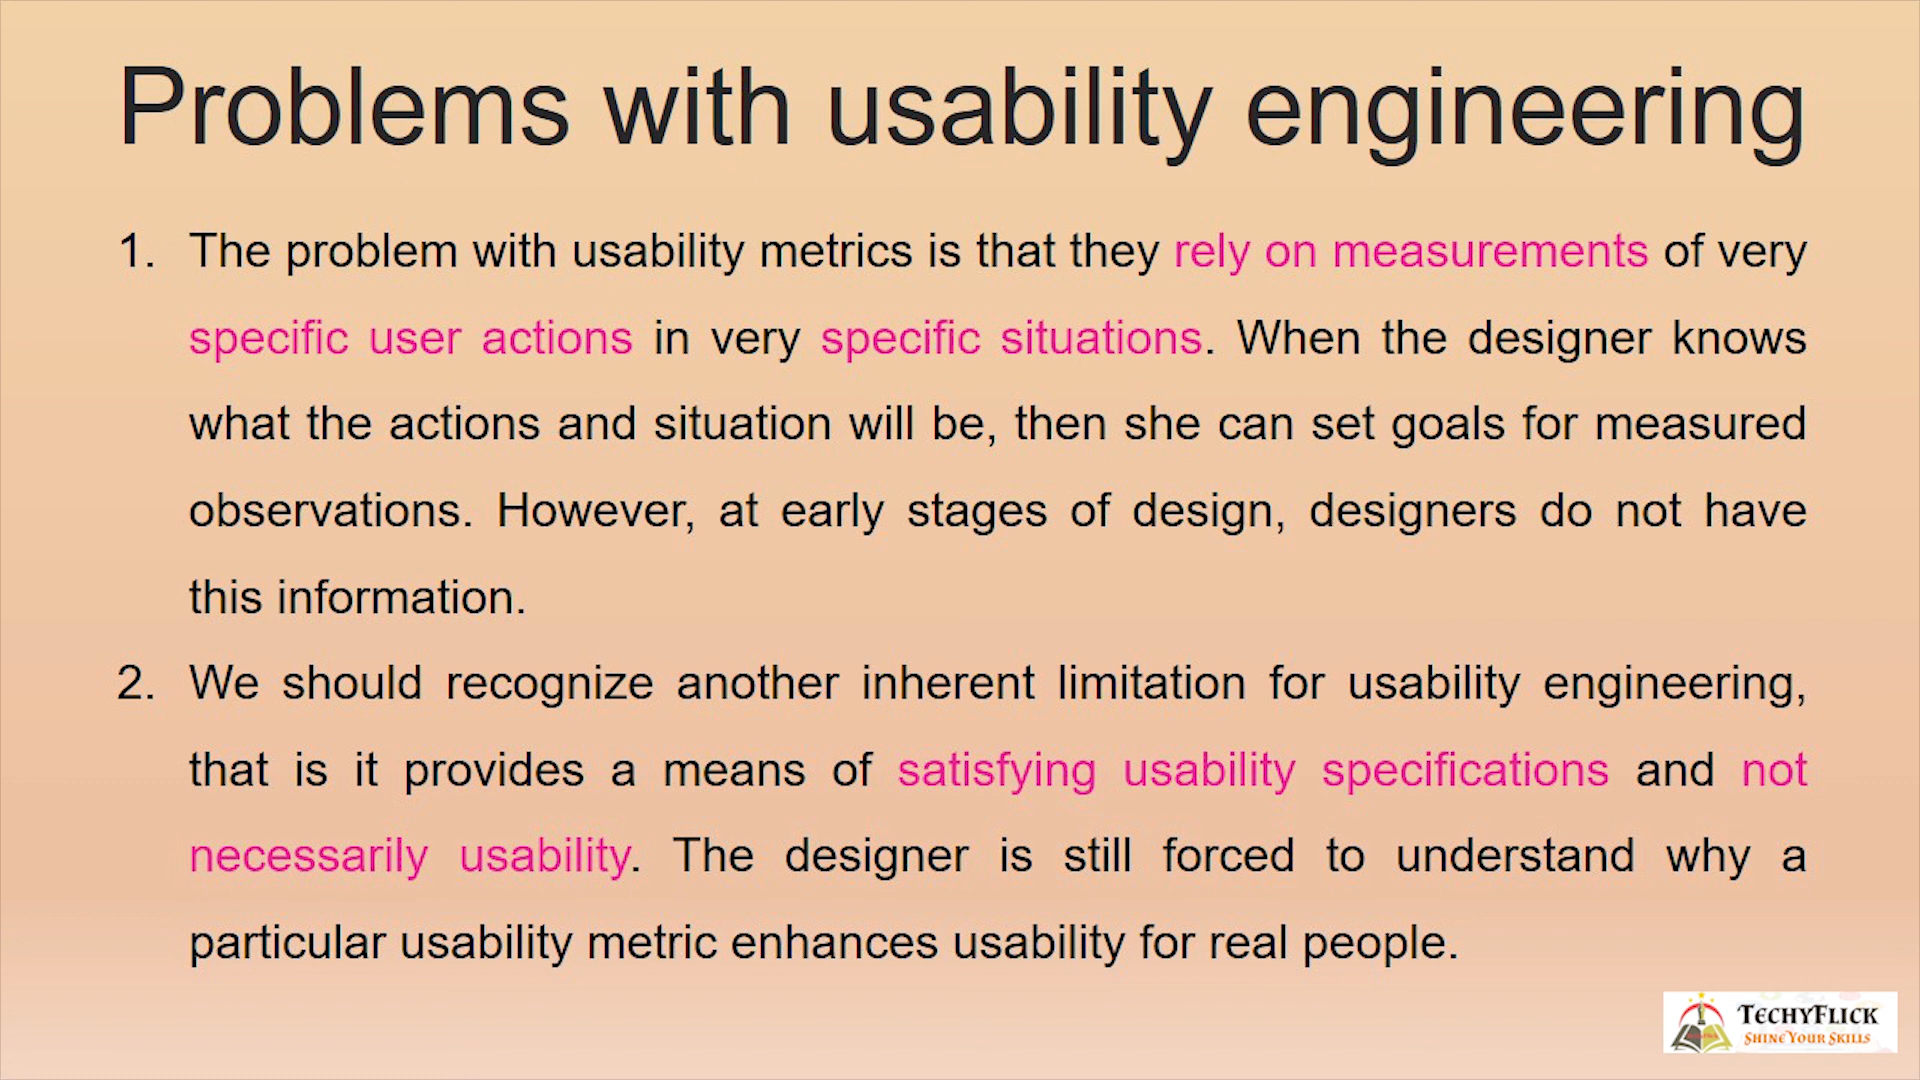 Problems with usability engineering
1. The problem with usability metrics is that they rely on measurements of very
specific user actions in very specific situations. When the designer knows
what the actions and situation will be, then she can set goals for measured
observations. However, at early stages of design, designers do not have
this information.
2. We should recognize another inherent limitation for usability engineering,
that is it provides a means of satisfying usability specifications and not
necessarily usability. The designer is still forced to understand why a
particular usability metric enhances usability for real people.
TECHYFLICK
SHINE YOUR SKILLS